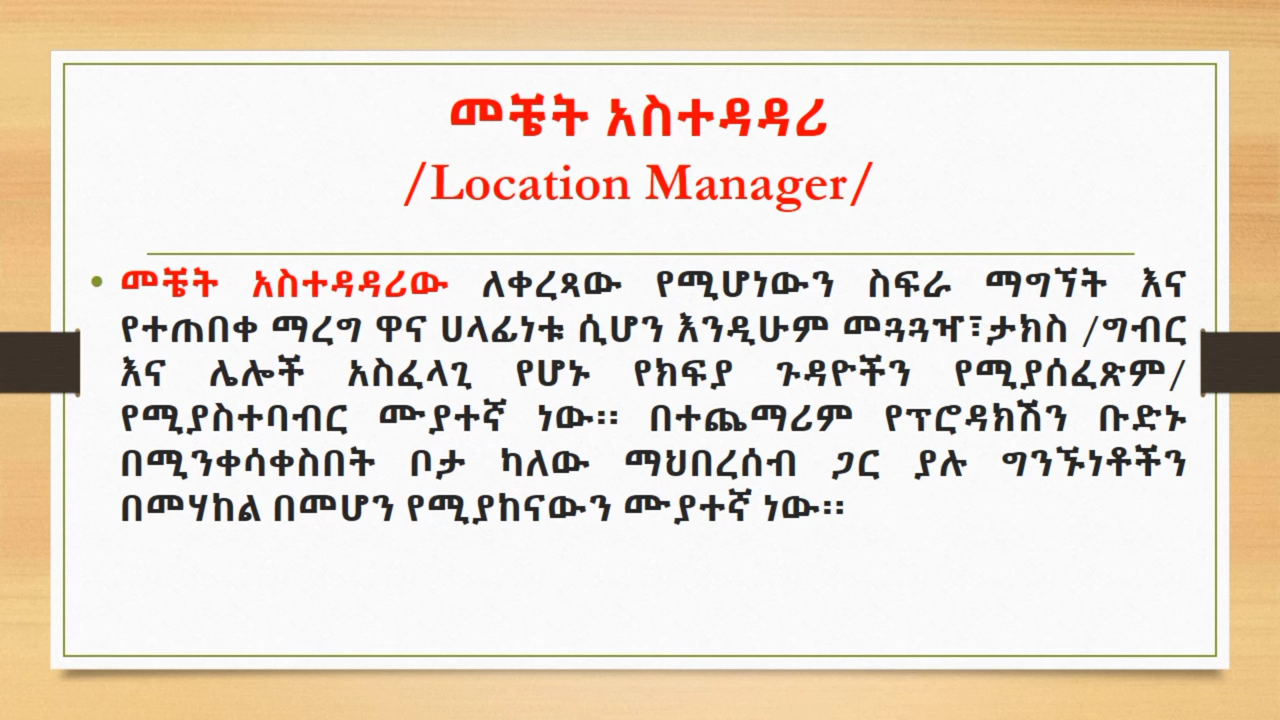 መቼት አስተዳዳሪ
/Location Manager/
• መቼት አስተዳዳሪው ለቀረጻው የሚሆነውን ስፍራ ማግኘት እና
የተጠበቀ ማረግ ዋና ሀላፊነቱ ሲሆን እንዲሁም መጓጓዣ፣ታክስ /ግብር
እና ሌሎች አስፈላጊ የሆኑ የክፍያ ጉዳዮችን የሚያሰፈጽም/
የሚያስተባብር ሙያተኛ ነው፡፡ በተጨማሪም የፕሮዳክሽን ቡድኑ
በሚንቀሳቀስበት ቦታ ካለው ማህበረሰብ ጋር ያሉ ግንኙነቶችን
በመሃከል በመሆን የሚያከናውን ሙያተኛ ነው፡፡